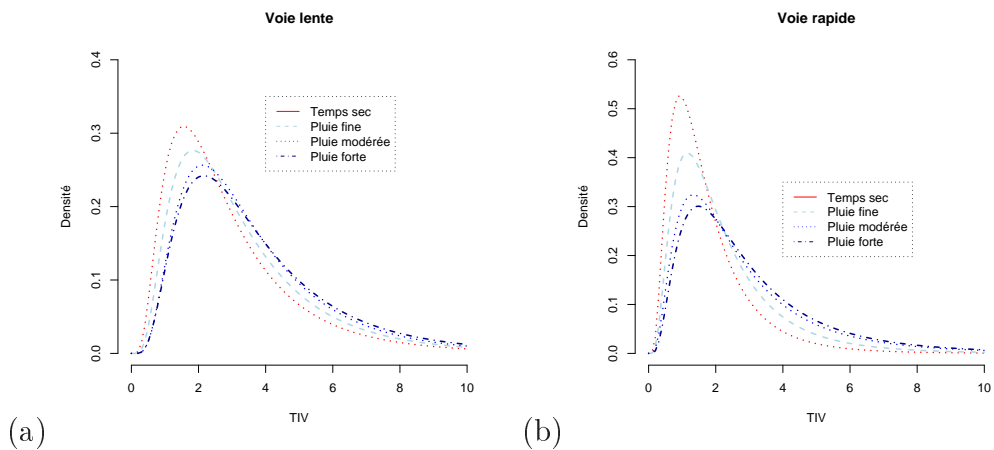 Voie lente
0.4
0.3
0.2
0.1
0.0
Densité
Temps sec
Pluie fine
Pluie modérée
Pluie forte
0 2 4 6 8 10
TIV
(a)
Voie rapide
0.6
0.5
0.4
0.3
0.2
0.1
0.0
Densité
Temps sec
Pluie fine
Pluie modérée
Pluie forte
0 2 4 6 8 10
TIV
(b)